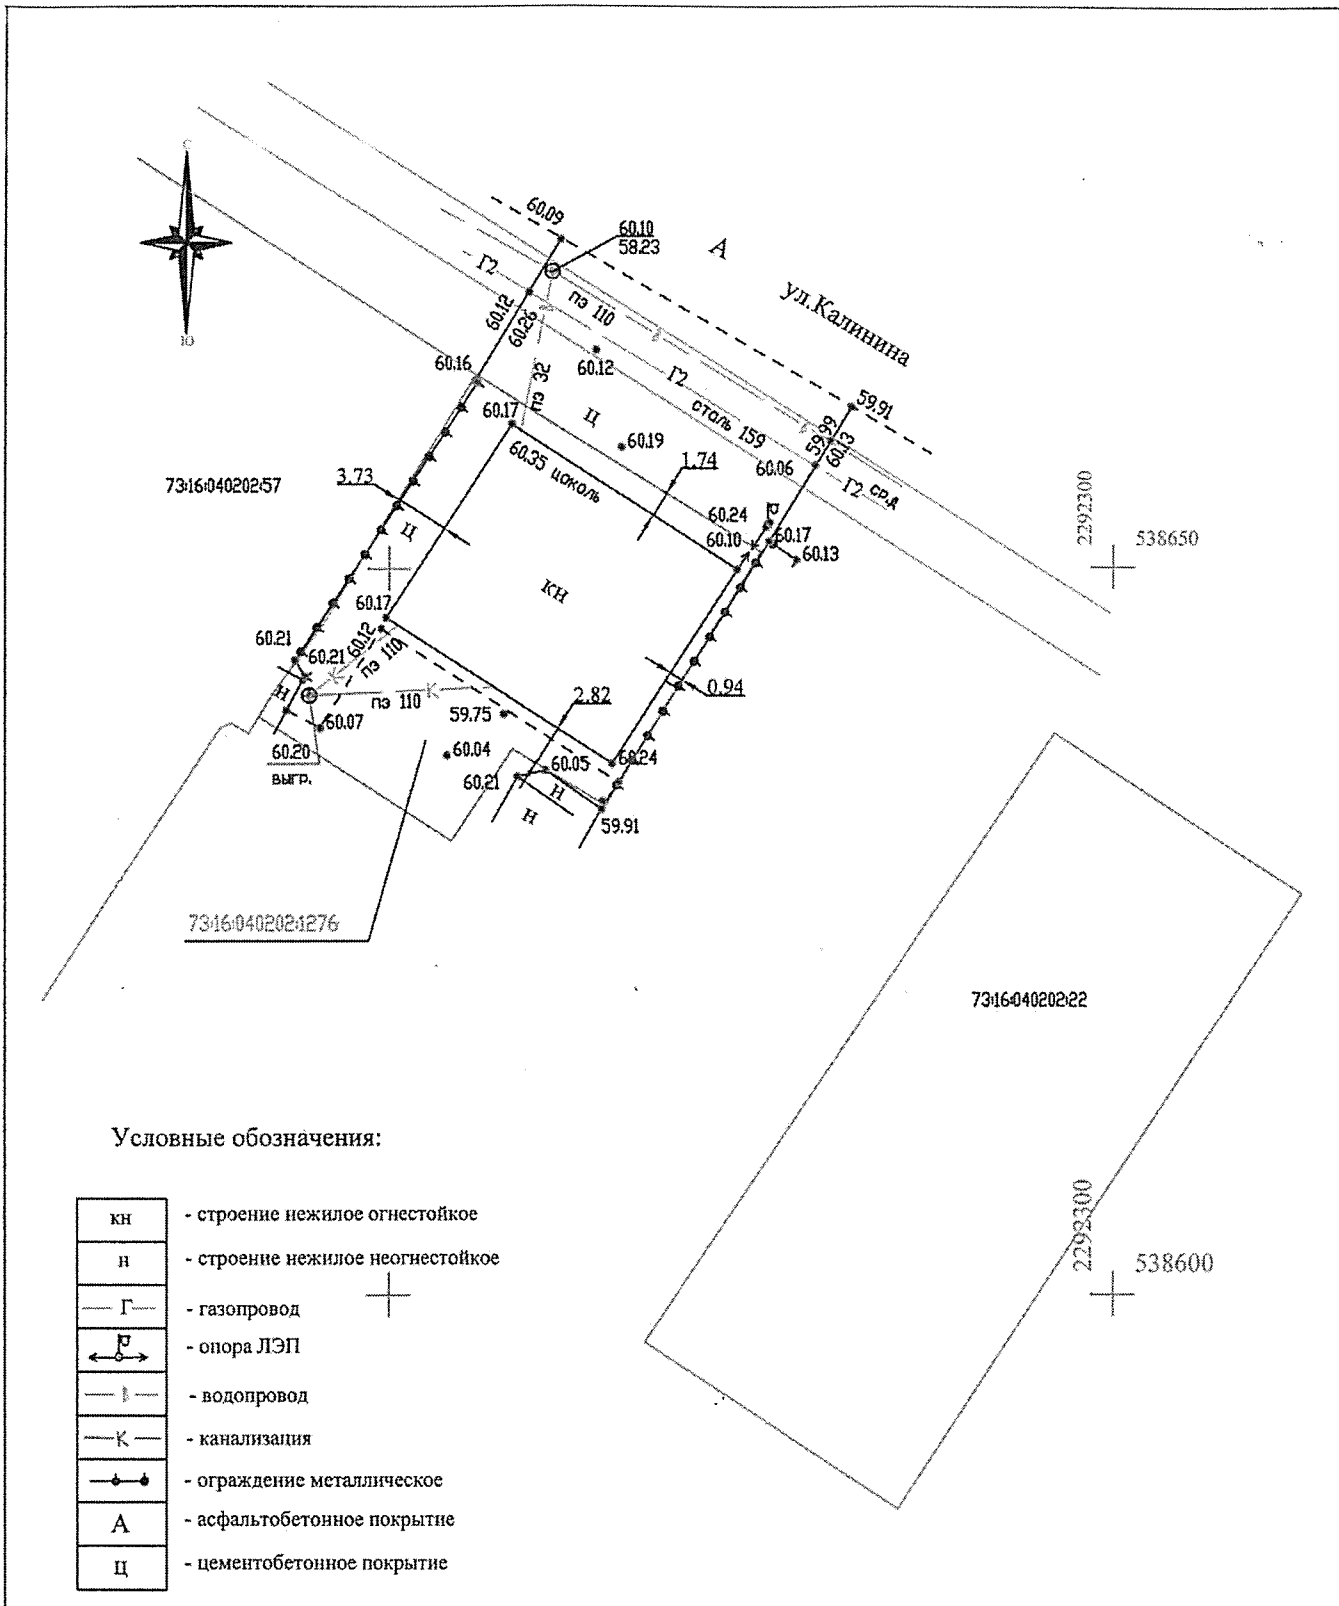 С
Ю
60.09
60.10
58.23
А
ул.Калинина
Г2
пэ 110
В
60.12
60.26
60.12
Г2
60.16
пэ 32
сталь 159
59.91
59.99
60.13
60.17
Ц
60.19
60.06
Г2
ср.д
60.35 цоколь
1.74
3.73
73:16:040202:57
Ц
60.24
60.10
60.17
60.13
2292300
538650
кн
60.17
60.12
60.21
60.21
К
пэ 110
пэ 110
К
н
2.82
0.94
60.07
59.75
60.04
60.20
выгр.
60.24
60.05
60.21
н
н
59.91
73:16:040202:1276
73:16:040202:22
Условные обозначения:
кн - строение нежилое огнестойкое
н - строение нежилое неогнестойкое
Г - газопровод
- опора ЛЭП
В - водопровод
К - канализация
- ограждение металлическое
А - асфальтобетонное покрытие
Ц - цементобетонное покрытие
2292300
538600